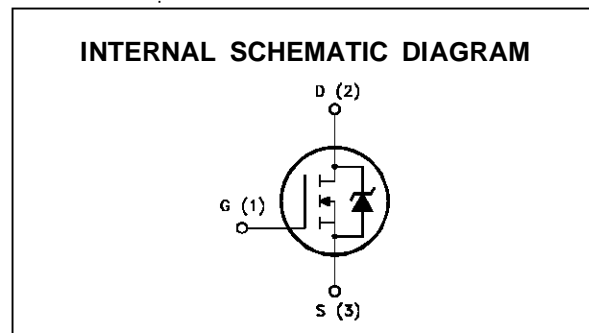 INTERNAL SCHEMATIC DIAGRAM
D (2)
G (1)
S (3)